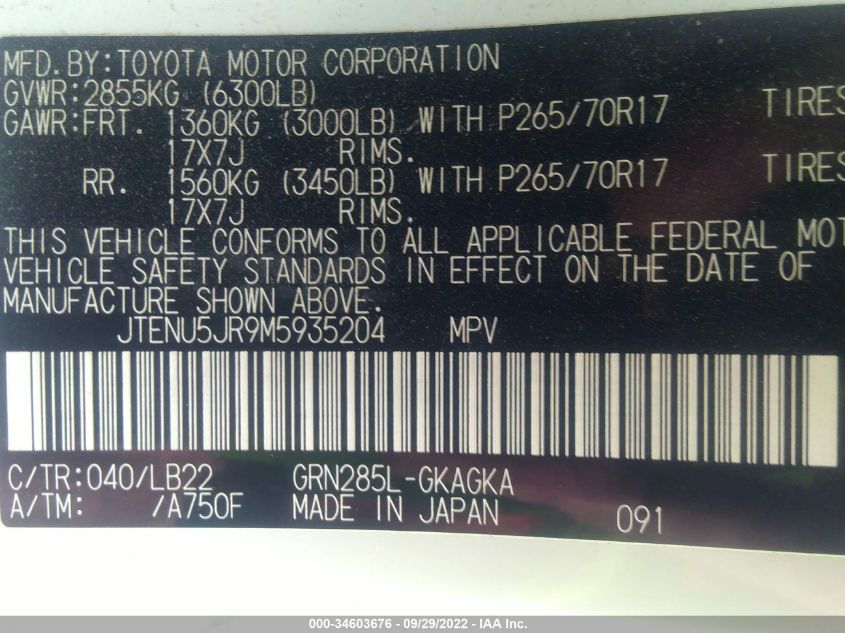 MFD.BY:TOYOTA MOTOR CORPORATION
GVWR:2855KG (6300LB)
GAWR:FRT. 1360KG (3000LB) WITH P265/70R17 TIRES
17X7J RIMS.
RR. 1560KG (3450LB) WITH P265/70R17 TIRES
17X7J RIMS.
THIS VEHICLE CONFORMS TO ALL APPLICABLE FEDERAL MOT
VEHICLE SAFETY STANDARDS IN EFFECT ON THE DATE OF
MANUFACTURE SHOWN ABOVE.
JTENU5JR9M5935204 MPV
C/TR:040/LB22 GRN285L-GKAGKA
A/TM: /A750F MADE IN JAPAN 091
000-34603676 - 09/29/2022 - IAA Inc.